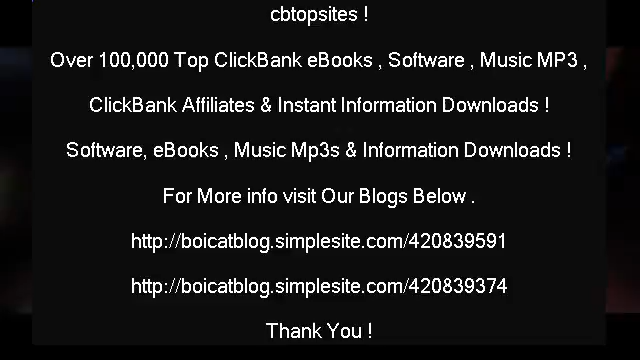 cbtopsites !
Over 100,000 Top ClickBank eBooks , Software , Music MP3 ,
ClickBank Affiliates & Instant Information Downloads !
Software, eBooks , Music Mp3s & Information Downloads !
For More info visit Our Blogs Below .
http://boicatblog.simplesite.com/420839591
http://boicatblog.simplesite.com/420839374
Thank You !